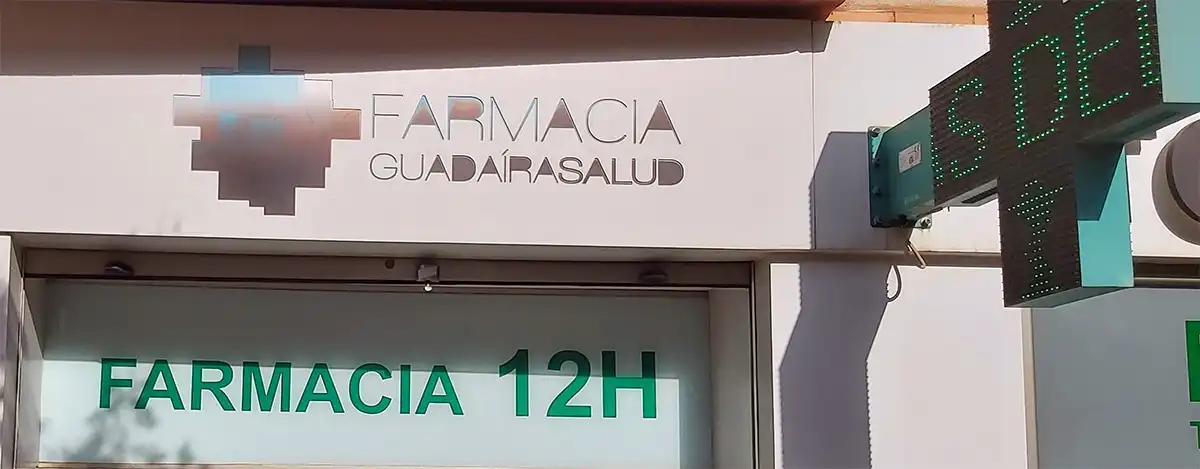 FARMACIA
GUADAÍRASALUD
S DE
FARMACIA 12H